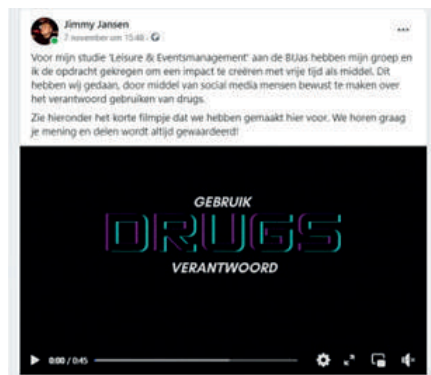 Jimmy Jansen
7 november om 15:48 ·
Voor mijn studie 'Leisure & Eventsmanagement' aan de BUas hebben mijn groep en
ik de opdracht gekregen om een impact te creëren met vrije tijd als middel. Dit
hebben wij gedaan, door middel van social media mensen bewust te maken over
het verantwoord gebruiken van drugs.
Zie hieronder het korte filmpje dat we hebben gemaakt hier voor. We horen graag
je mening en delen wordt altijd gewaardeerd!
GEBRUIK
DRUGS
VERANTWOORD
0:00 / 0:45